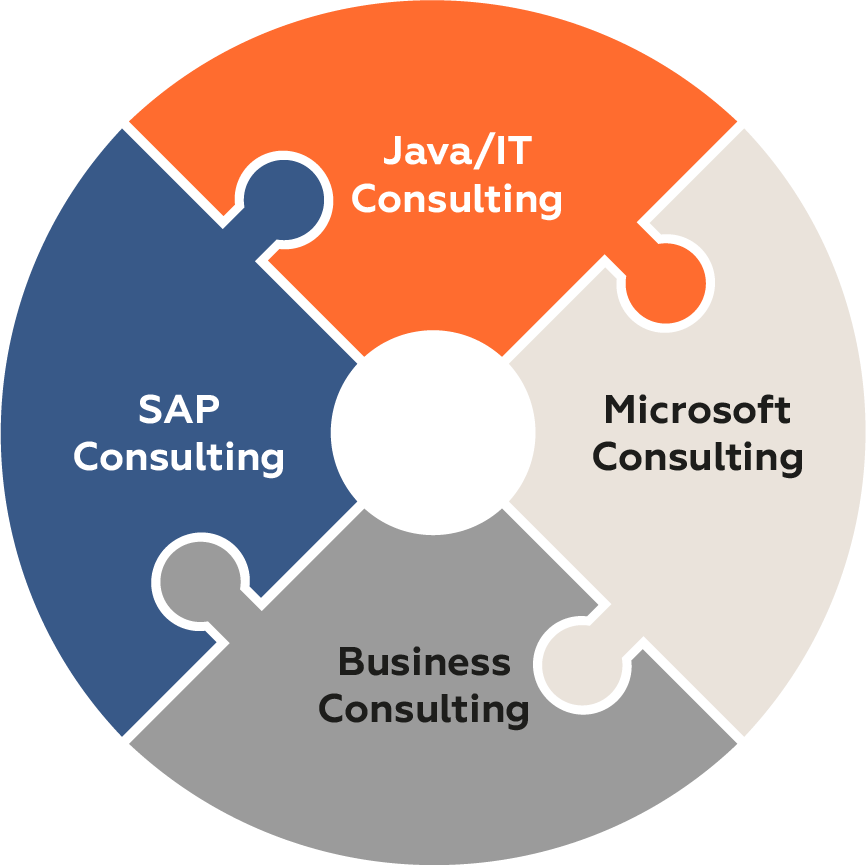 Java/IT
Consulting
SAP
Consulting
Microsoft
Consulting
Business
Consulting